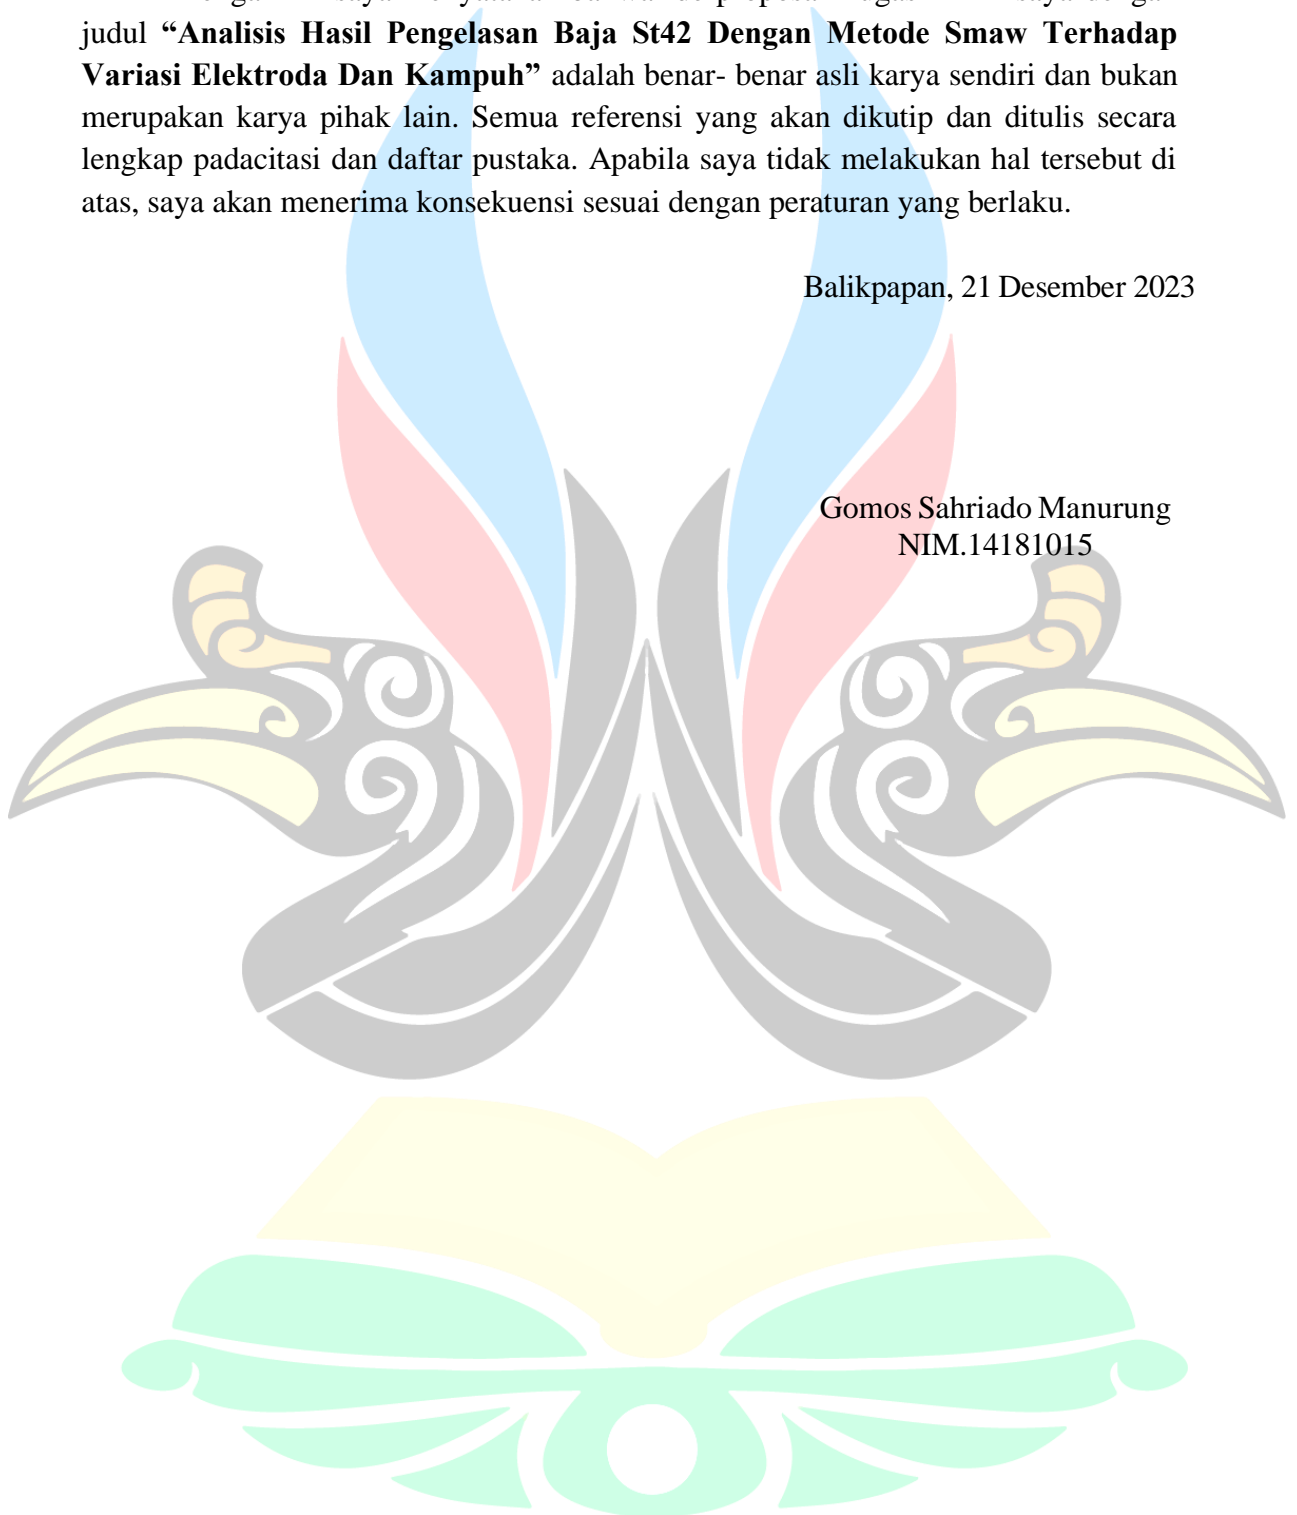 judul “Analisis Hasil Pengelasan Baja St42 Dengan Metode Smaw Terhadap
Variasi Elektroda Dan Kampuh” adalah benar- benar asli karya sendiri dan bukan
merupakan karya pihak lain. Semua referensi yang akan dikutip dan ditulis secara
lengkap padacitasi dan daftar pustaka. Apabila saya tidak melakukan hal tersebut di
atas, saya akan menerima konsekuensi sesuai dengan peraturan yang berlaku.
Balikpapan, 21 Desember 2023
Gomos Sahriado Manurung
NIM.14181015